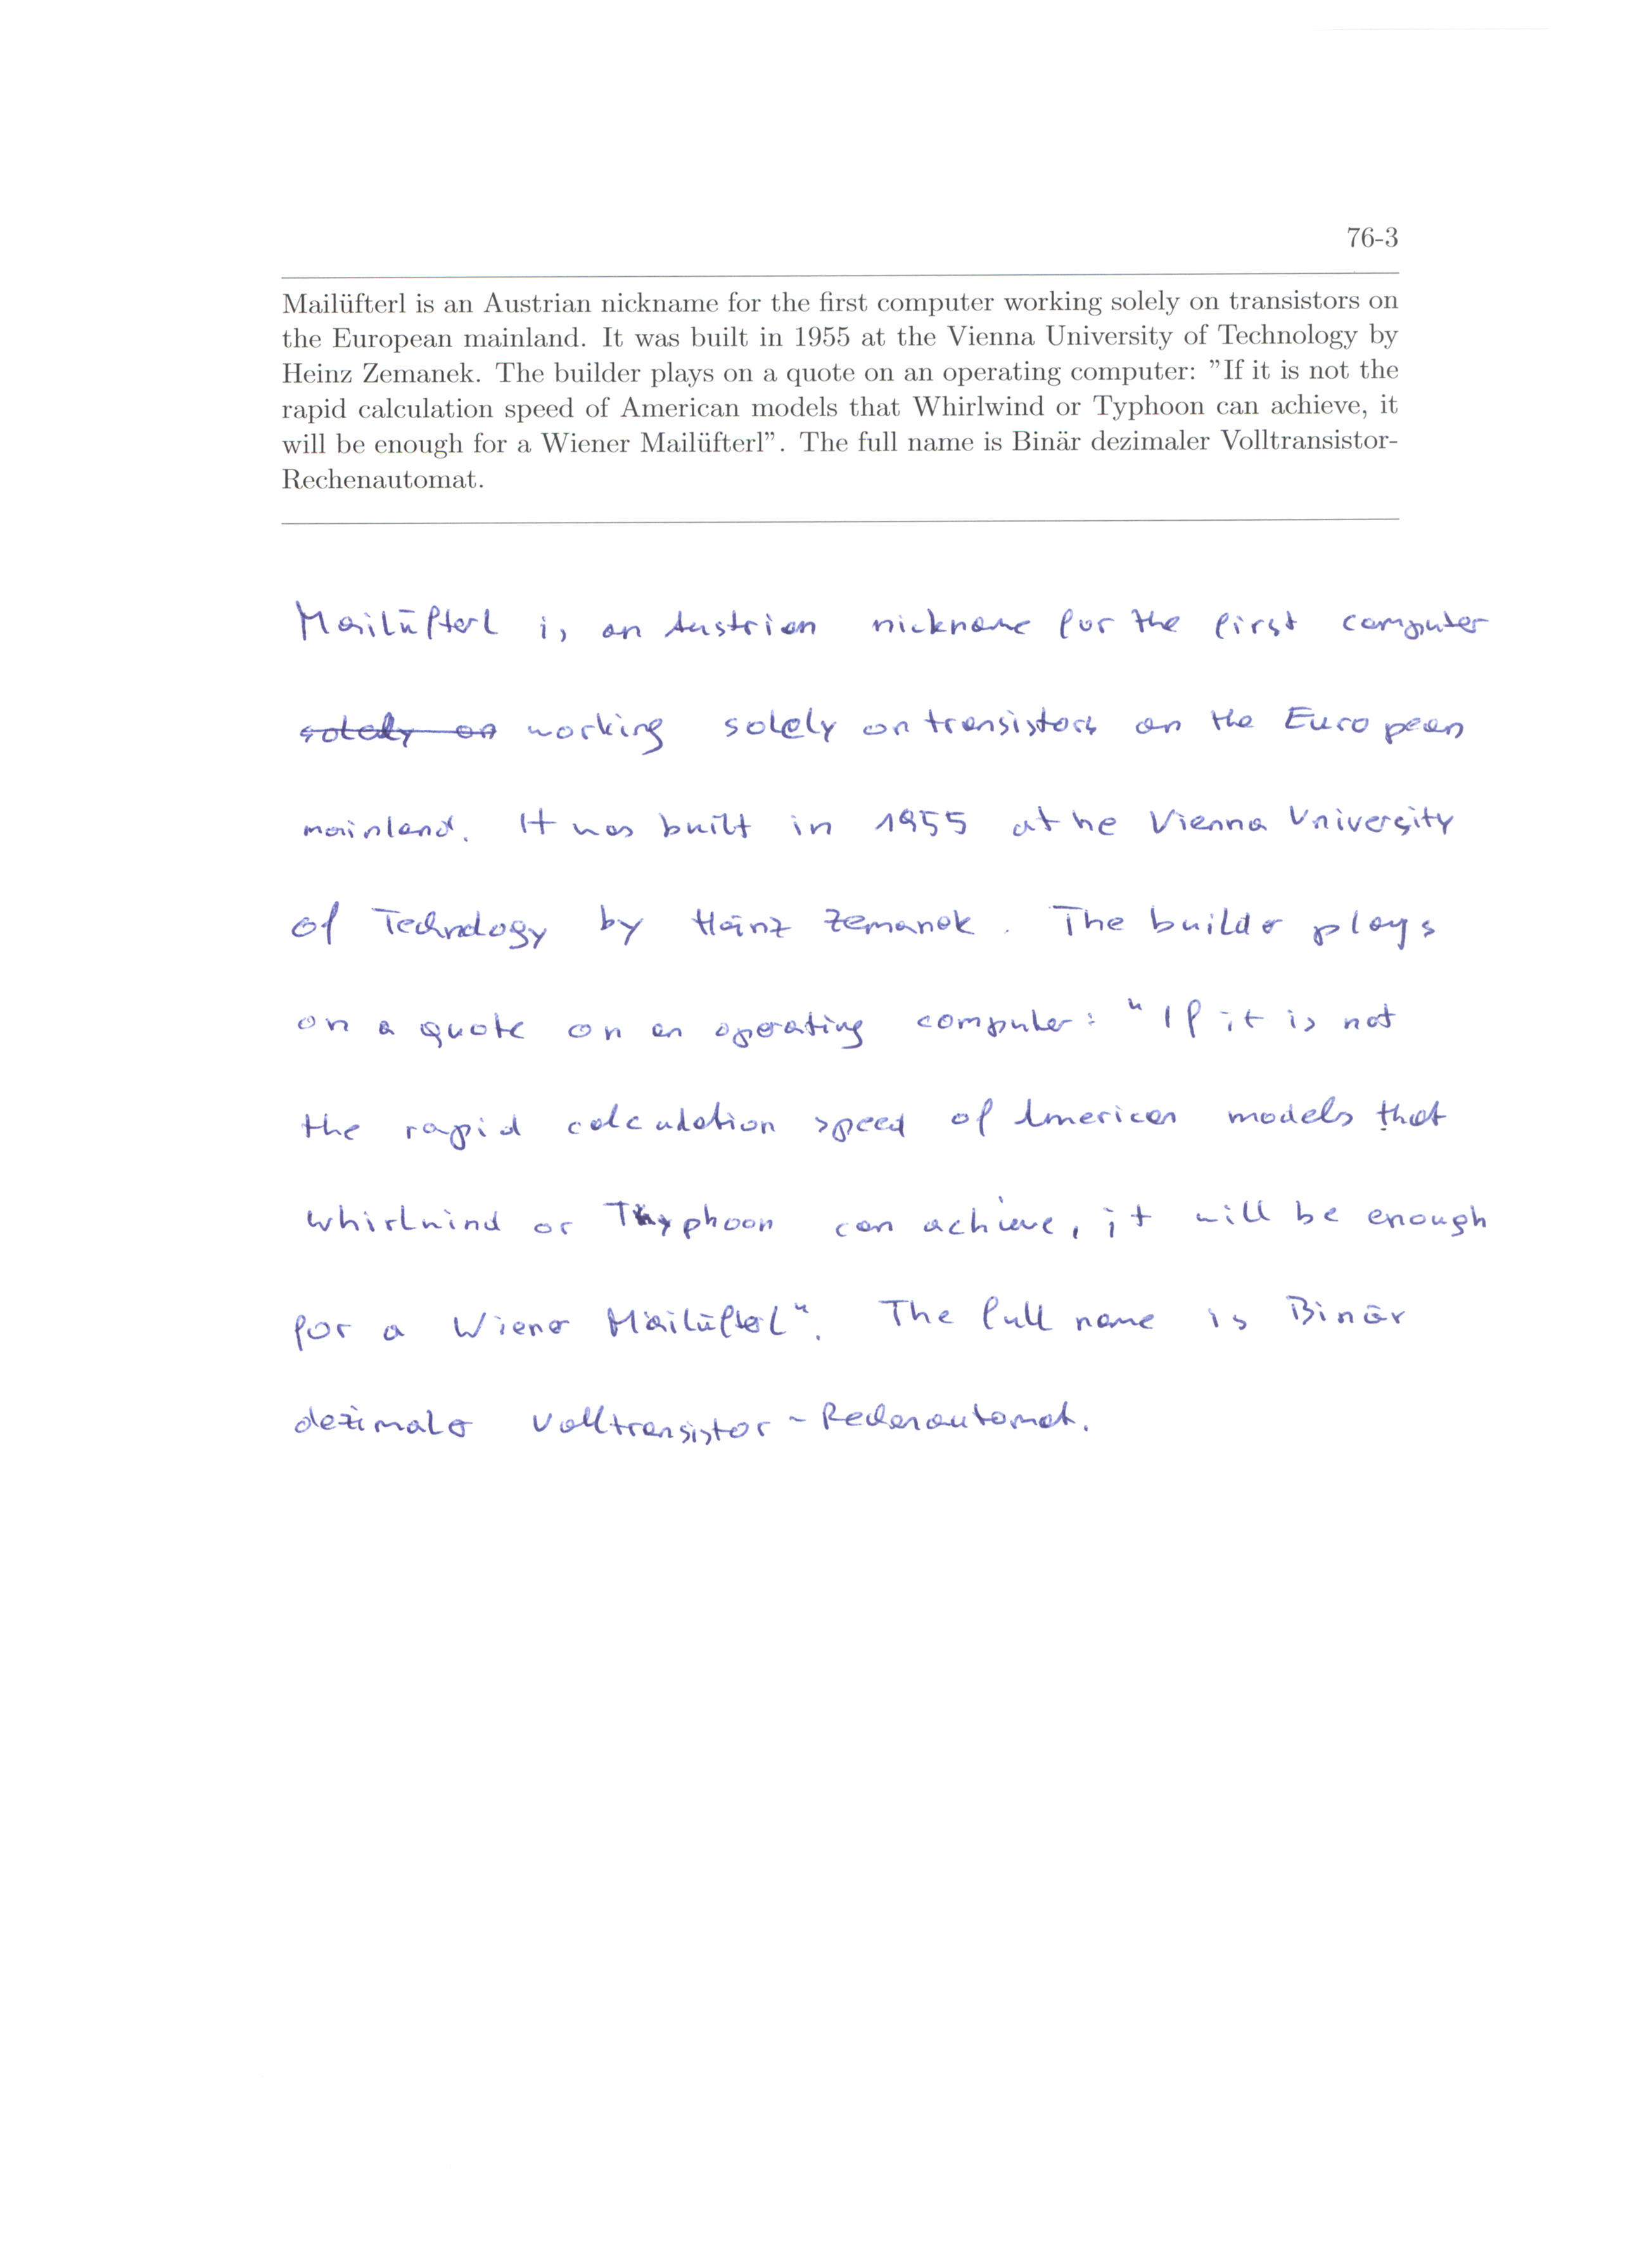 76-3
Mailüfterl is an Austrian nickname for the first computer working solely on transistors on
the European mainland. It was built in 1955 at the Vienna University of Technology by
Heinz Zemanek. The builder plays on a quote on an operating computer: ”If it is not the
rapid calculation speed of American models that Whirlwind or Typhoon can achieve, it
will be enough for a Wiener Mailüfterl”. The full name is Binär dezimaler Volltransistor-
Rechenautomat.
Mailüfterl is an Austrian nickname for the first computer
solely on working solely on transistors on the European
mainland. It was built in 1955 at he Vienna University
of Technology by Heinz Zemanek. The builder plays
on a quote on an operating computer: "If it is not
the rapid calculation speed of American models that
Whirlwind or Typhoon can achieve, it will be enough
for a Wiener Mailüfterl". The full name is Binär
dezimaler Volltransistor-Rechenautomat.